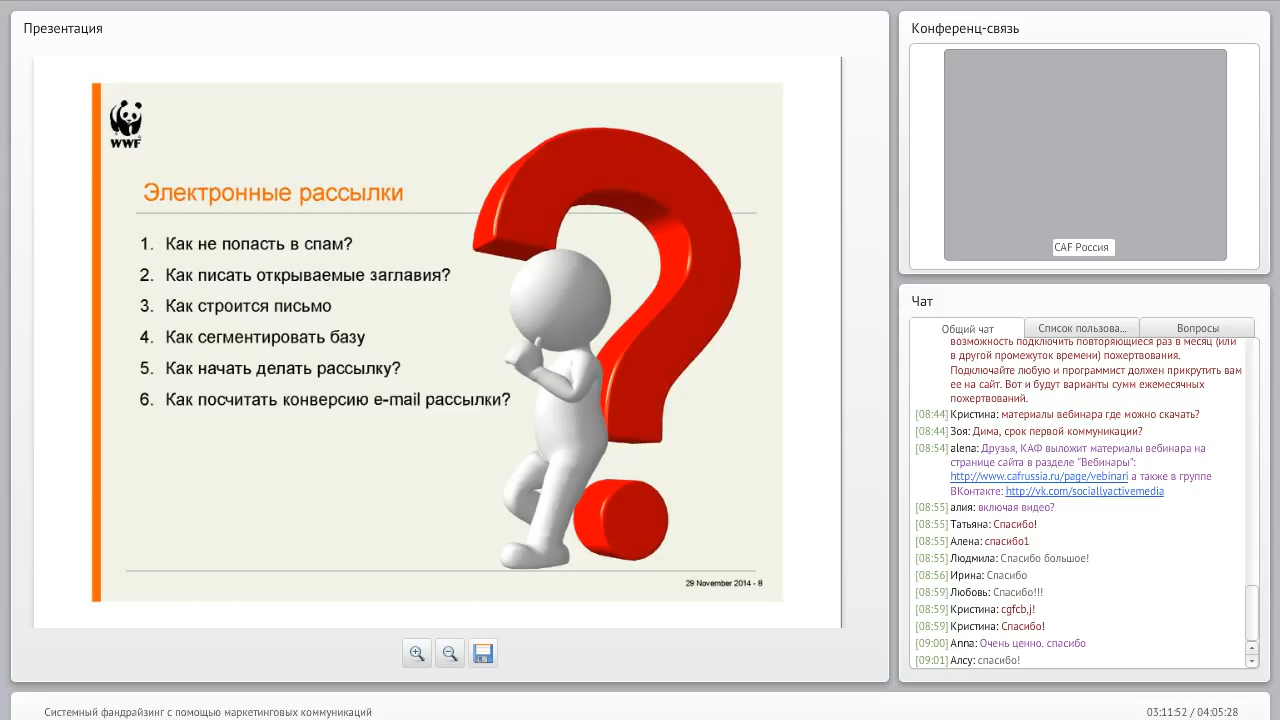 Презентация
WWF
Электронные рассылки
1. Как не попасть в спам?
2. Как писать открываемые заглавия?
3. Как строится письмо
4. Как сегментировать базу
5. Как начать делать рассылку?
6. Как посчитать конверсию e-mail рассылки?
29 November 2014 - 8
Конференц-связь
CAF Россия
Чат
Общий чат
Список пользова...
Вопросы
возможность подключить повторяющиеся раз в месяц (или
в другой промежуток времени) пожертвования.
Подключайте любую и программист должен прикрутить вам
ее на сайт. Вот и будут варианты сумм ежемесячных
пожертвований.
[08:44] Кристина: материалы вебинара где можно скачать?
[08:44] Зоя: Дима, срок первой коммуникации?
[08:54] alena: Друзья, КАФ выложит материалы вебинара на
странице сайта в разделе "Вебинары":
http://www.cafrussia.ru/page/vebinari а также в группе
ВКонтакте: http://vk.com/sociallyactivemedia
[08:55] алия: включая видео?
[08:55] Татьяна: Спасибо!
[08:55] Алена: спасибо1
[08:55] Людмила: Спасибо большое!
[08:56] Ирина: Спасибо
[08:59] Любовь: Спасибо!!!
[08:59] Кристина: cgfcb,j!
[08:59] Кристина: Спасибо!
[09:00] Anna: Очень ценно. спасибо
[09:01] Алсу: спасибо!
Системный фандрайзинг с помощью маркетинговых коммуникаций
03:11:52 / 04:05:28